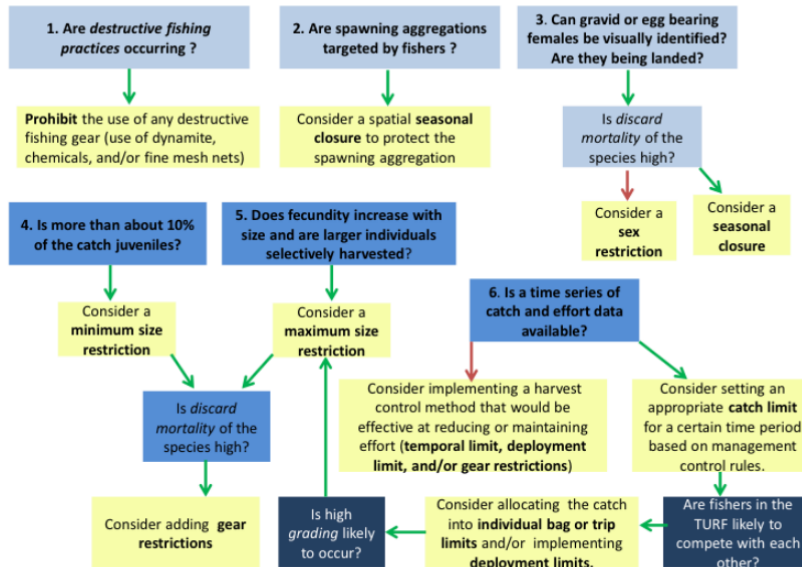 1. Are destructive fishing
practices occurring ?
2. Are spawning aggregations
targeted by fishers ?
3. Can gravid or egg bearing
females be visually identified?
Are they being landed?
Prohibit the use of any destructive
fishing gear (use of dynamite,
chemicals, and/or fine mesh nets)
Consider a spatial seasonal
closure to protect the
spawning aggregation
Is discard
mortality of the
species high?
Consider a
sex
restriction
Consider a
seasonal
closure
4. Is more than about 10%
of the catch juveniles?
5. Does fecundity increase with
size and are larger individuals
selectively harvested?
Consider a
minimum size
restriction
Consider a
maximum size
restriction
6. Is a time series of
catch and effort data
available?
Is discard
mortality of the
species high?
Consider implementing a harvest
control method that would be
effective at reducing or maintaining
effort (temporal limit, deployment
limit, and/or gear restrictions)
Consider setting an
appropriate catch limit
for a certain time period
based on management
control rules.
Consider adding gear
restrictions
Is high
grading likely
to occur?
Consider allocating the catch
into individual bag or trip
limits and/or implementing
deployment limits.
Are fishers in the
TURF likely to
compete with each
other?